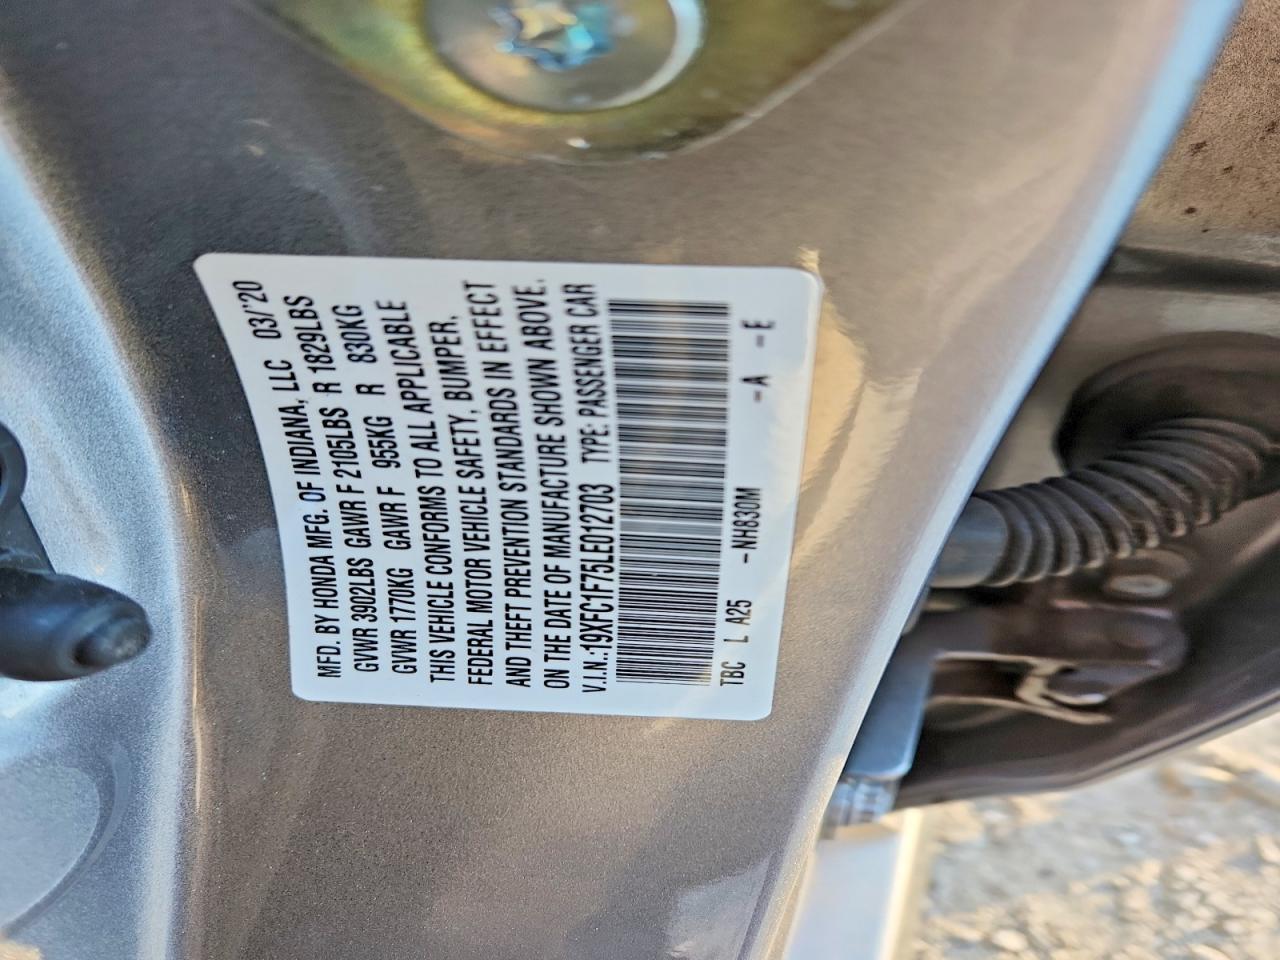 MFD. BY HONDA MFG. OF INDIANA, LLC 03/'20
GVWR 3902LBS GAWR F 2105LBS R 1829LBS
GVWR 1770KG GAWR F 955KG R 830KG
THIS VEHICLE CONFORMS TO ALL APPLICABLE
FEDERAL MOTOR VEHICLE SAFETY, BUMPER,
AND THEFT PREVENTION STANDARDS IN EFFECT
ON THE DATE OF MANUFACTURE SHOWN ABOVE.
V.I.N.:19XFC1F75LE012703 TYPE: PASSENGER CAR
TBC L A25 -NH830M -A -E